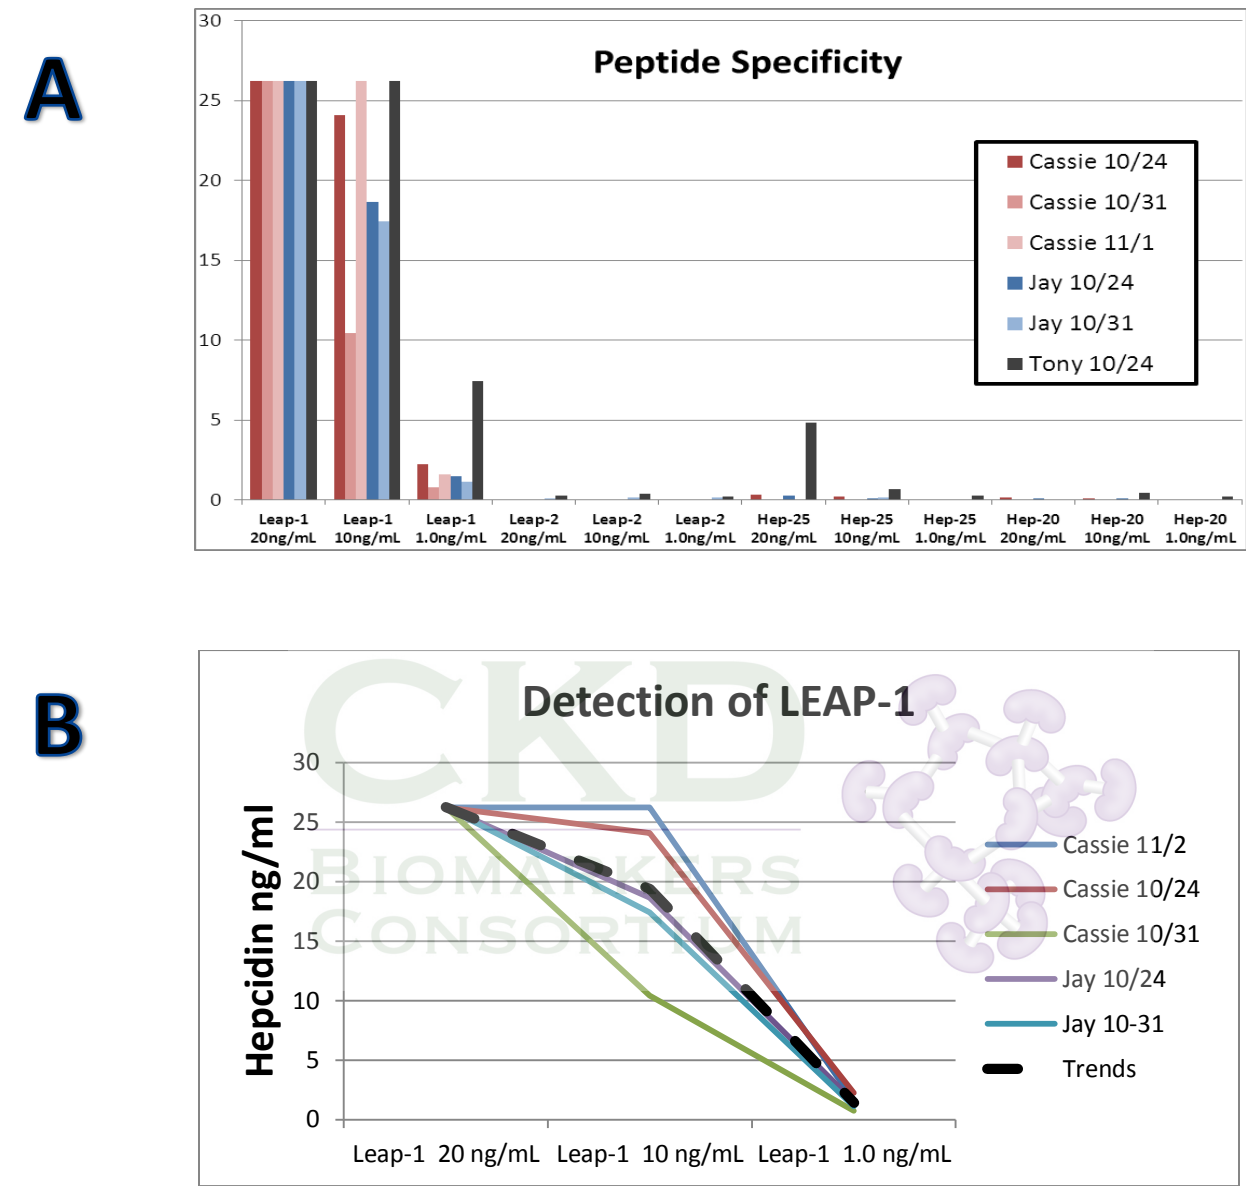 A
Peptide Specificity
30
25
20
15
10
5
0
Cassie 10/24
Cassie 10/31
Cassie 11/1
Jay 10/24
Jay 10/31
Tony 10/24
Leap-1 Leap-1 Leap-1 Leap-2 Leap-2 Leap-2 Hep-25 Hep-25 Hep-25 Hep-20 Hep-20 Hep-20
20ng/mL 10ng/mL 1.0ng/mL 20ng/mL 10ng/mL 1.0ng/mL 20ng/mL 10ng/mL 1.0ng/mL 20ng/mL 10ng/mL 1.0ng/mL
B
CKD
BIOMARKERS
CONSORTIUM
Detection of LEAP-1
Hepcidin ng/ml
30
25
20
15
10
5
0
Cassie 11/2
Cassie 10/24
Cassie 10/31
Jay 10/24
Jay 10-31
Trends
Leap-1 20 ng/mL Leap-1 10 ng/mL Leap-1 1.0 ng/mL